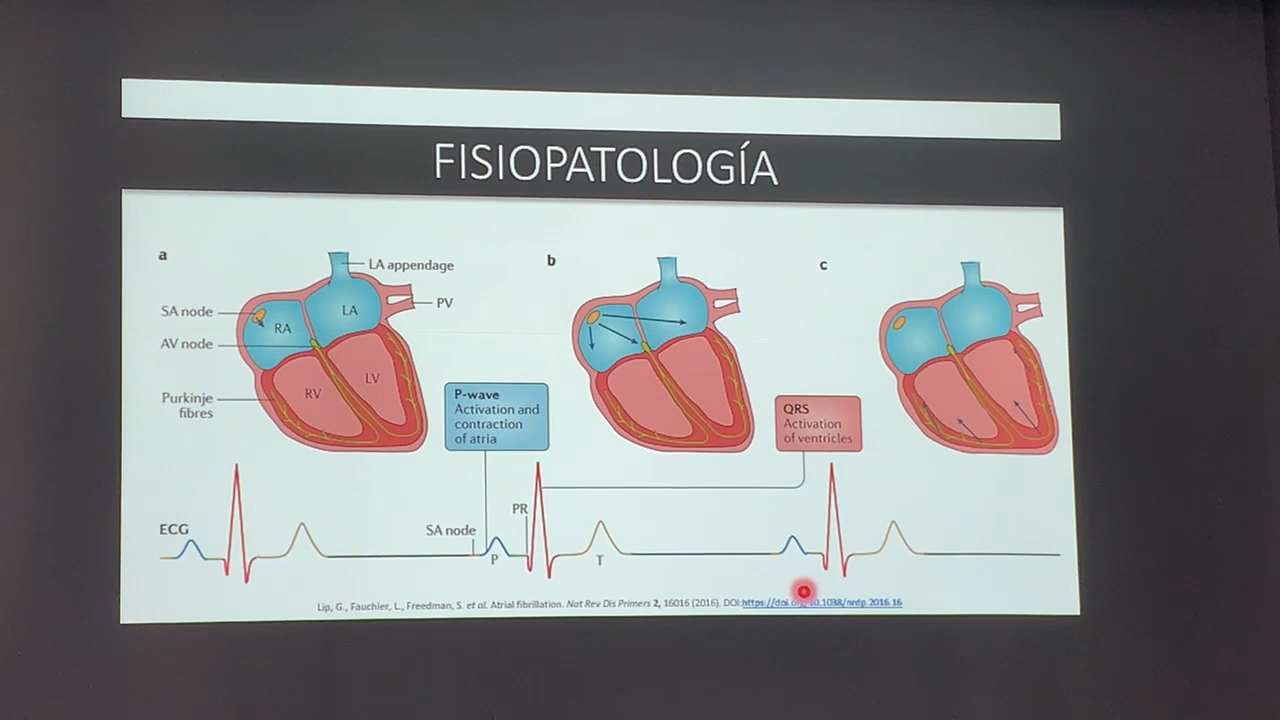 FISIOPATOLOGÍA
a
LA appendage
PV
SA node
LA
RA
AV node
LV
RV
Purkinje
fibres
b
P-wave
Activation and
contraction
of atria
c
QRS
Activation
of ventricles
ECG
SA node
PR
P
T
Lip, G., Fauchier, L., Freedman, S. et al. Atrial fibrillation. Nat Rev Dis Primers 2, 16016 (2016). DOI:https://doi.org/10.1038/nrdp.2016.16